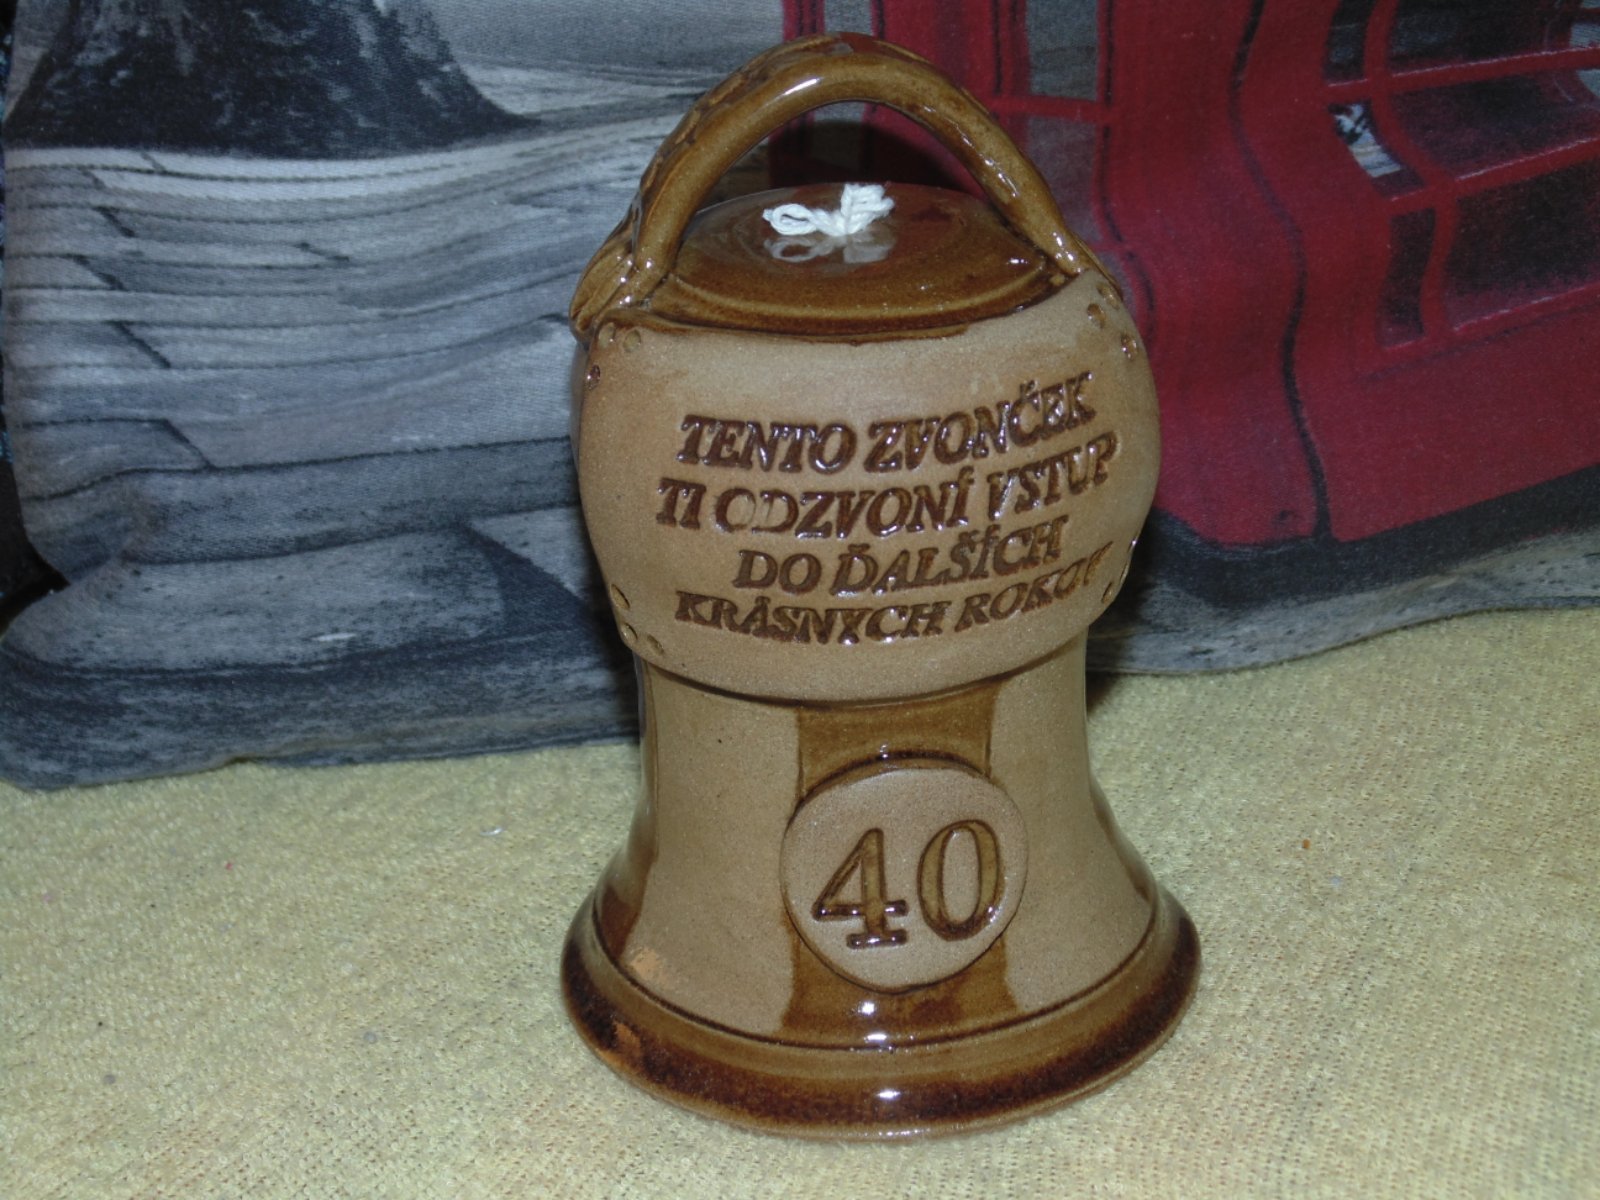 TENTO ZVONČEK
TI ODZVONÍ VSTUP
DO ĎALŠÍCH
KRÁSNYCH ROKOV
40